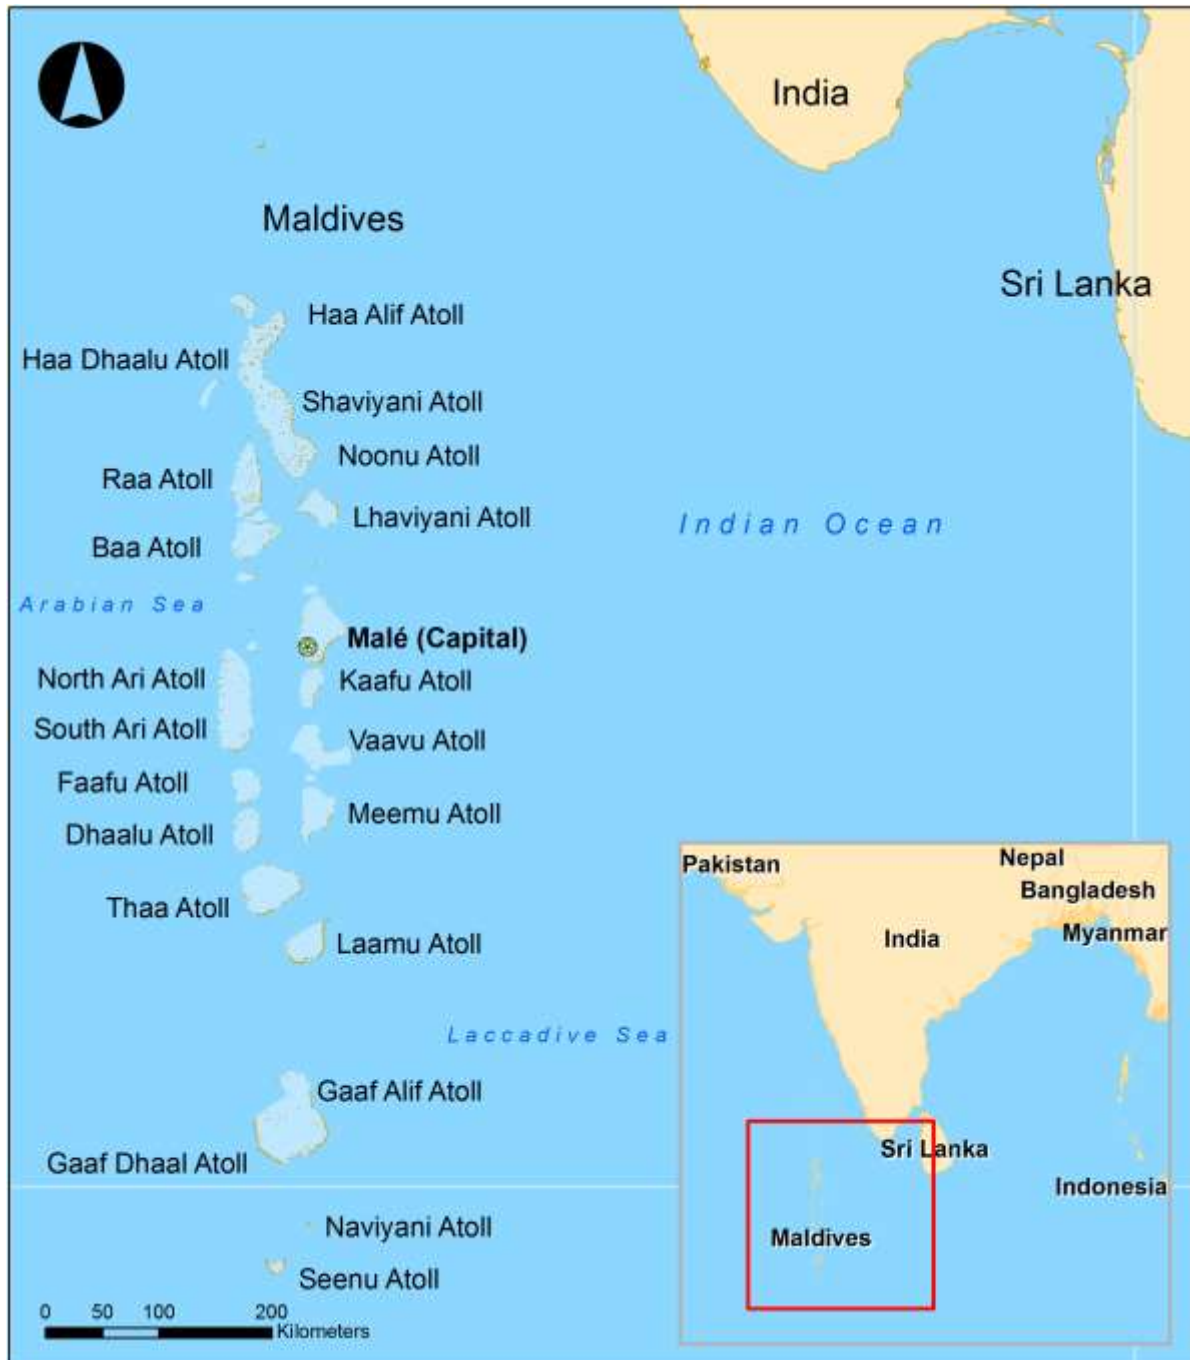 India
Maldives
Sri Lanka
Haa Alif Atoll
Haa Dhaalu Atoll
Shaviyani Atoll
Noonu Atoll
Raa Atoll
Lhaviyani Atoll
Indian Ocean
Baa Atoll
Arabian Sea
Malé (Capital)
North Ari Atoll
Kaafu Atoll
South Ari Atoll
Vaavu Atoll
Faafu Atoll
Meemu Atoll
Dhaalu Atoll
Thaa Atoll
Laamu Atoll
Laccadive Sea
Gaaf Alif Atoll
Gaaf Dhaal Atoll
Naviyani Atoll
Seenu Atoll
0 50 100 200
Kilometers
Pakistan
Nepal
Bangladesh
Myanmar
India
Sri Lanka
Indonesia
Maldives